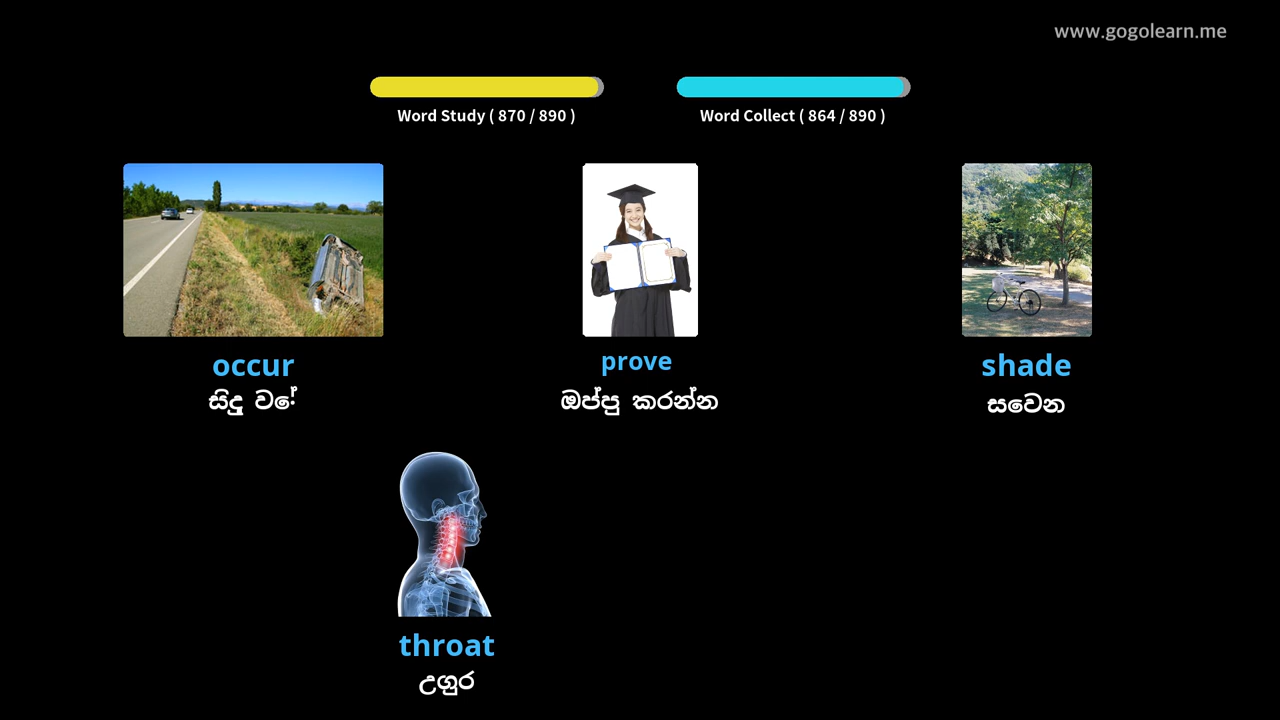 www.gogolearn.me
Word Study ( 870 / 890 )
Word Collect ( 864 / 890 )
occur
සිදු වේ.
prove
ඔප්පු කරන්න
shade
සවෙන
throat
උගුර